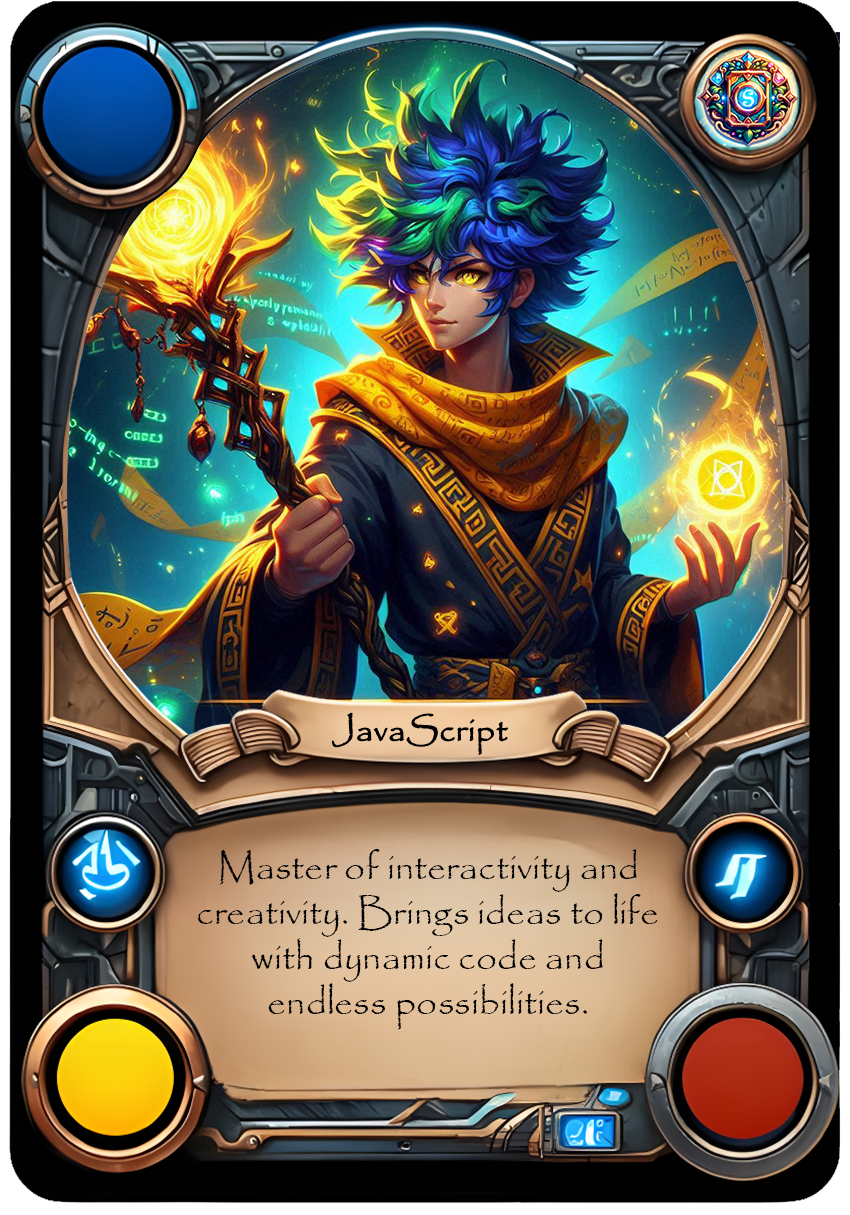 JavaScript
Master of interactivity and
creativity. Brings ideas to life
with dynamic code and
endless possibilities.